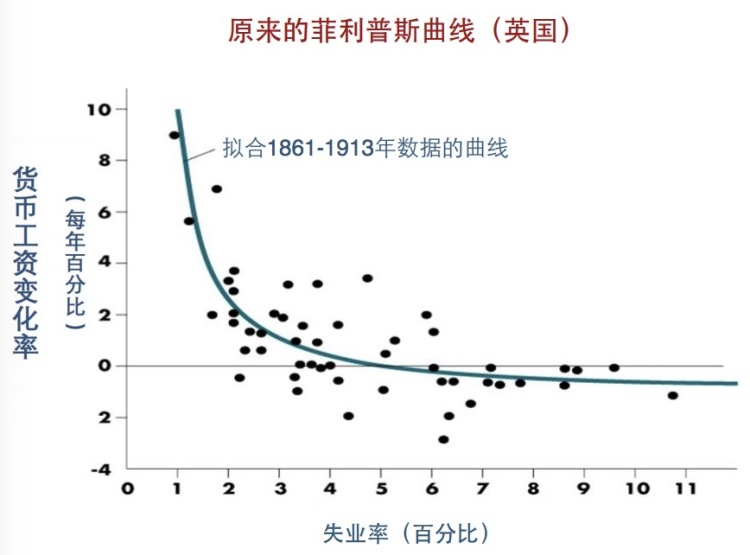 原来的菲利普斯曲线（英国）
拟合1861-1913年数据的曲线
货币工资变化率
（每年百分比）
10
8
6
4
2
0
2
-4
0 1 2 3 4 5 6 7 8 9 10 11
失业率（百分比）